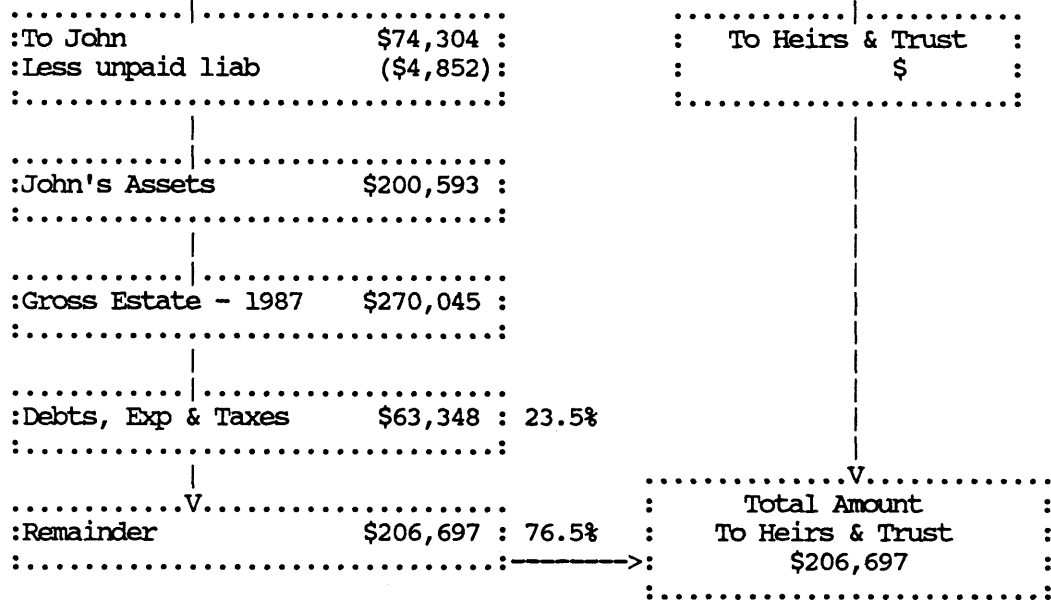 To John $74,304
To Heirs & Trust
Less unpaid liab ($4,852)
$
John's Assets $200,593
Gross Estate - 1987 $270,045
Debts, Exp & Taxes $63,348 23.5%
Total Amount
Remainder $206,697 76.5%
To Heirs & Trust
$206,697